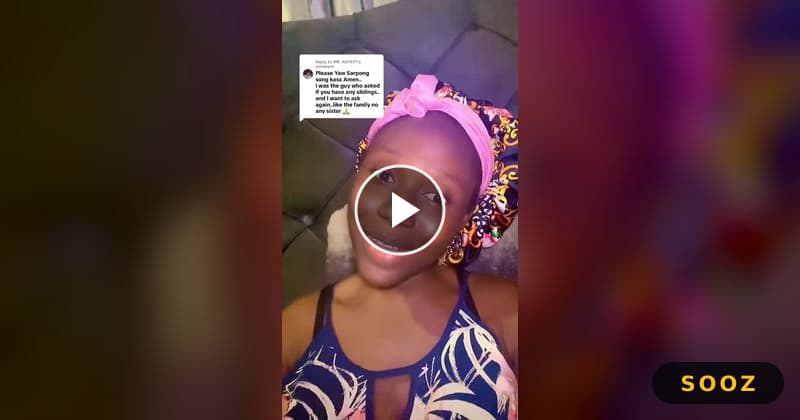 Please Yaw Sarpong
song kasa Amen..
i was the guy who asked
if you have any siblings..
and I want to ask
again..like the family no
any sister 🙏
SOOZ